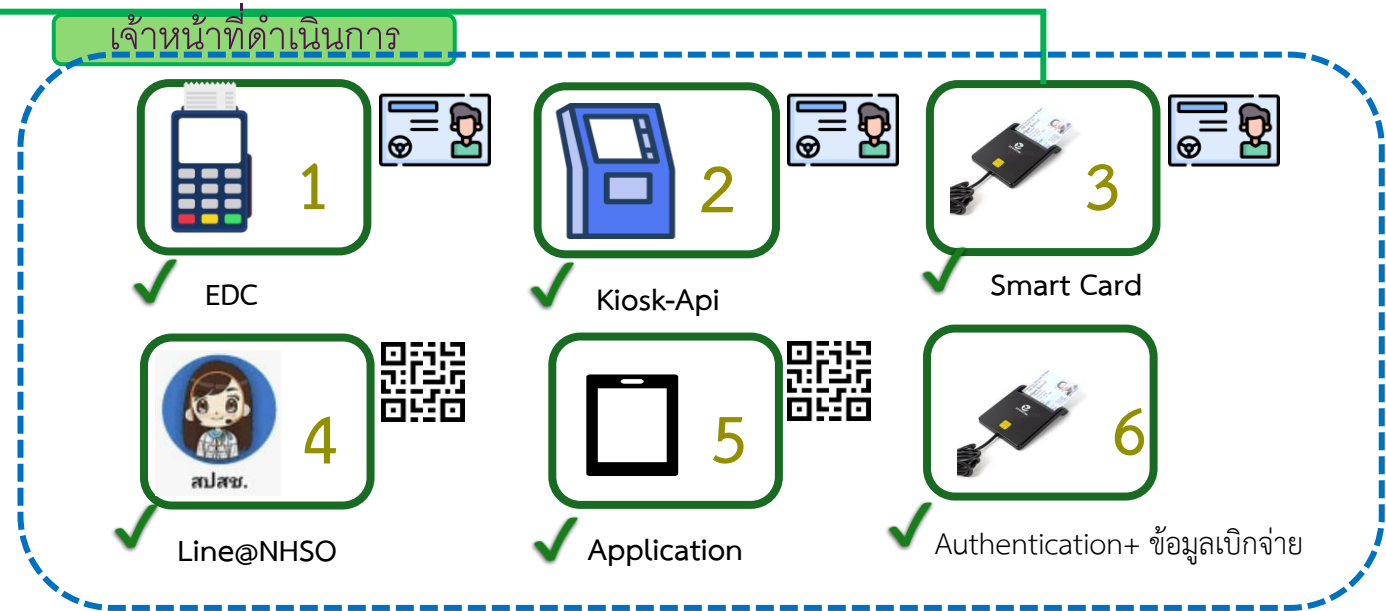 เจ้าหน้าที่ดำเนินการ
1
2
3
EDC
Kiosk-Api
Smart Card
4
สปสช.
5
6
Line@NHSO
Application
Authentication+ ข้อมูลเบิกจ่าย